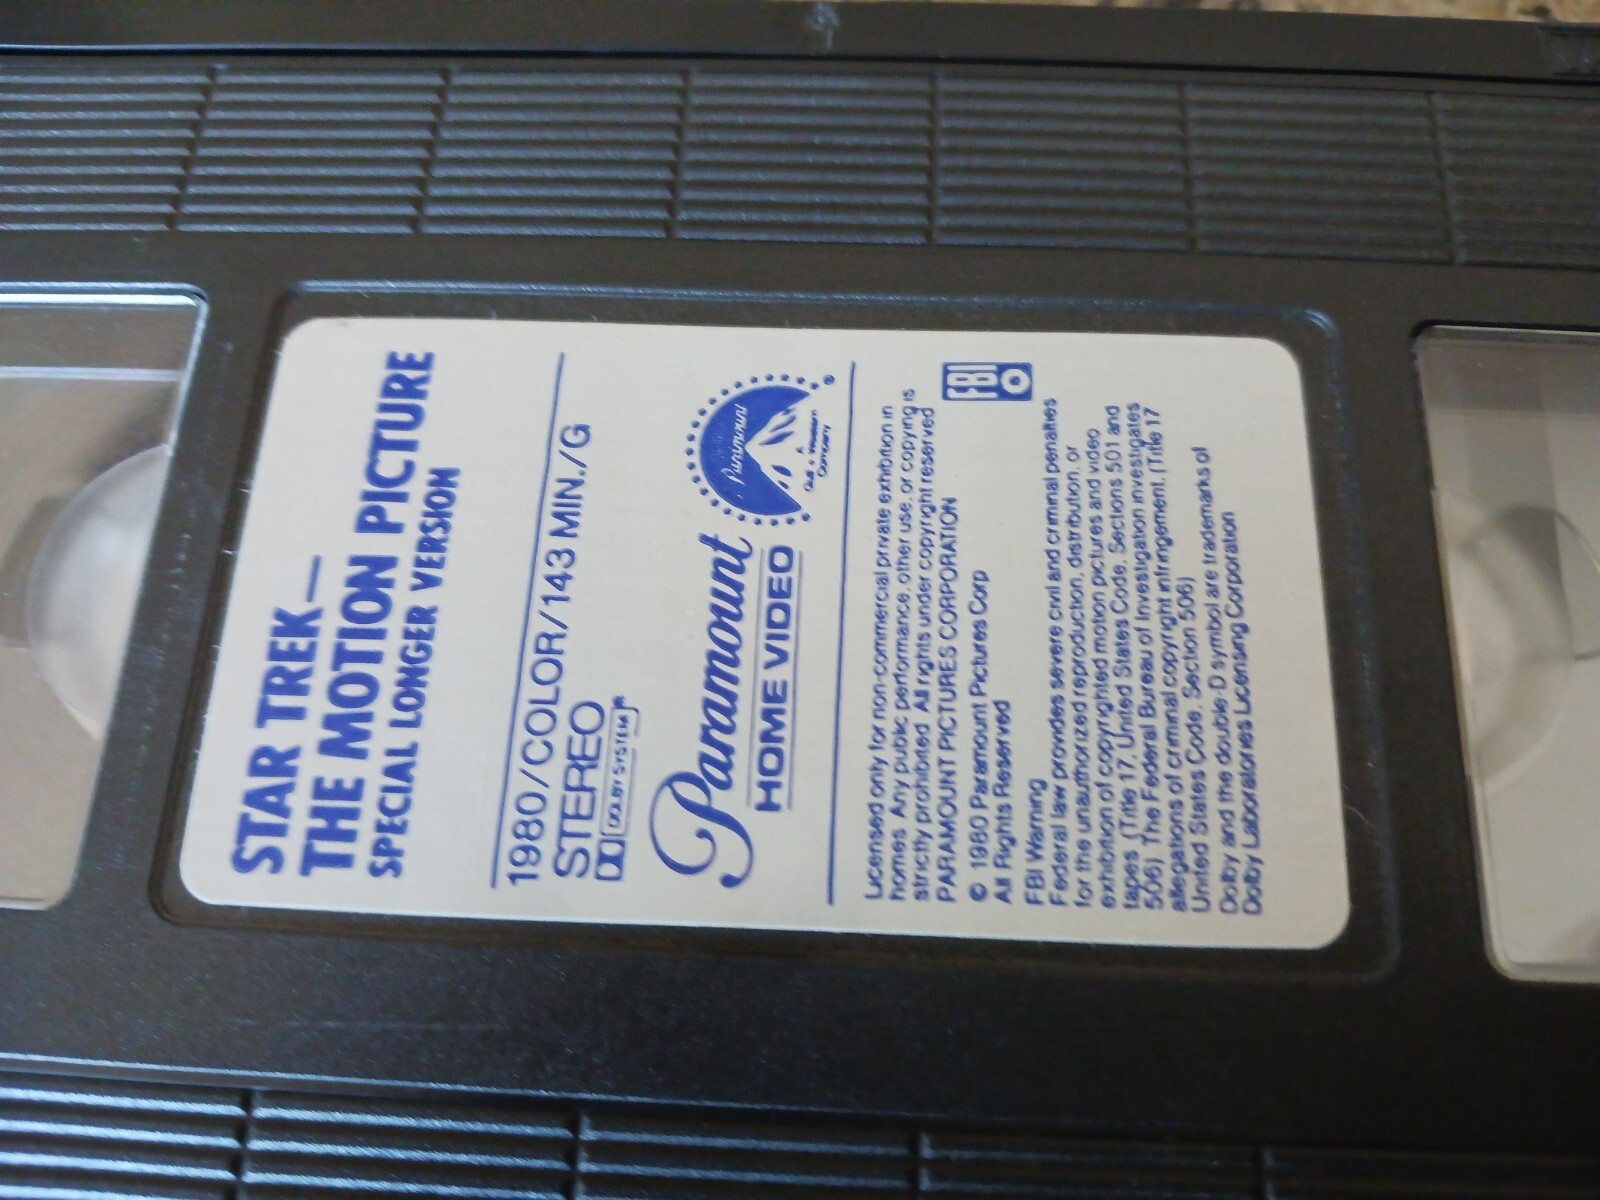 STAR TREK—
THE MOTION PICTURE
SPECIAL LONGER VERSION
1980/COLOR/143 MIN./G
STEREO
DOLBY SYSTEM
Paramount
HOME VIDEO
Paramount
®
A
Gulf + Western
Company
Licensed only for non-commercial private exhibition in
homes. Any public performance, other use, or copying is
strictly prohibited. All rights under copyright reserved
PARAMOUNT PICTURES CORPORATION
© 1980 Paramount Pictures Corp
All Rights Reserved
FBI
FBI Warning
Federal law provides severe civil and criminal penalties
for the unauthorized reproduction, distribution, or
exhibition of copyrighted motion pictures and video
tapes (Title 17, United States Code, Sections 501 and
506) The Federal Bureau of Investigation investigates
allegations of criminal copyright infringement, (Title 17
United States Code, Section 506)
Dolby and the double-D symbol are trademarks of
Dolby Laboratories Licensing Corporation